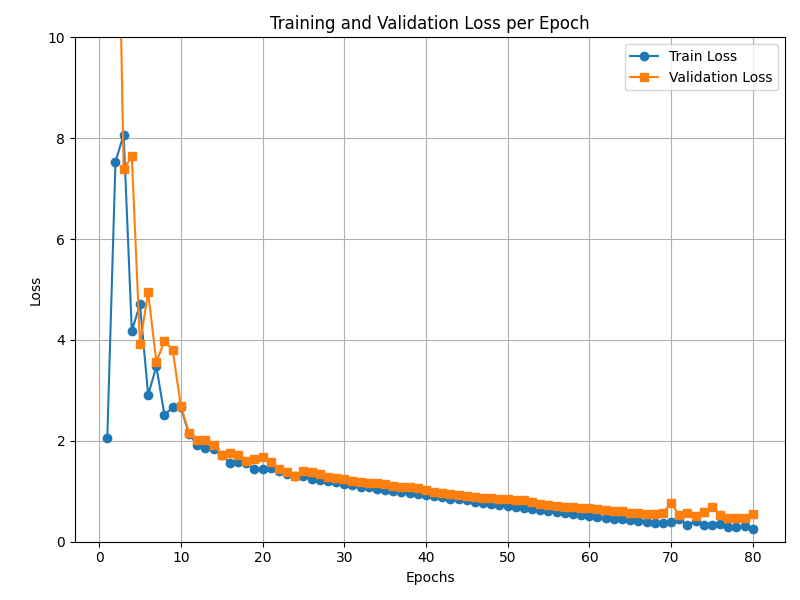 Training and Validation Loss per Epoch
Train Loss
Validation Loss
10
8
6
4
2
0
Loss
0 10 20 30 40 50 60 70 80
Epochs